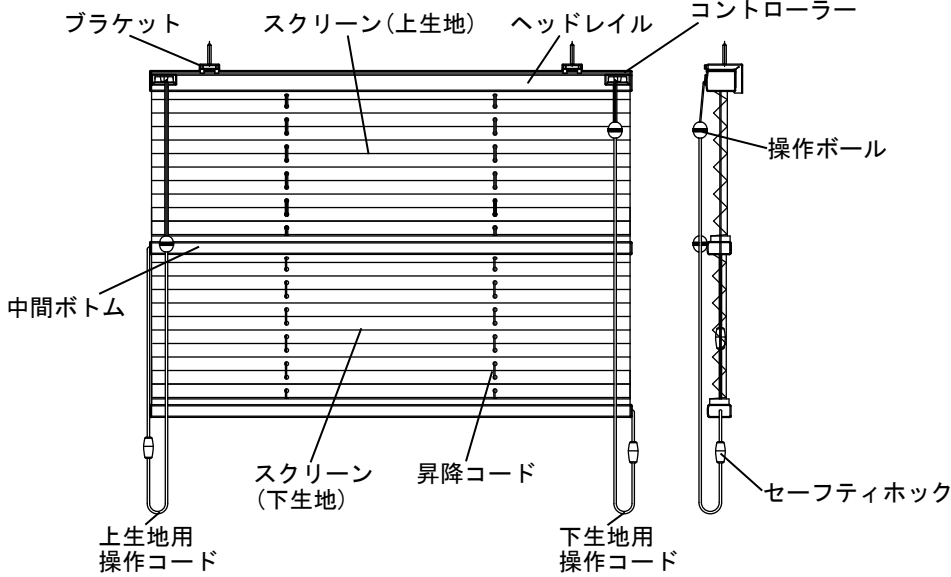 ブラケット
スクリーン(上生地)
ヘッドレイル
コントローラー
操作ボール
中間ボトム
スクリーン
(下生地)
昇降コード
セーフティホック
上生地用
操作コード
下生地用
操作コード